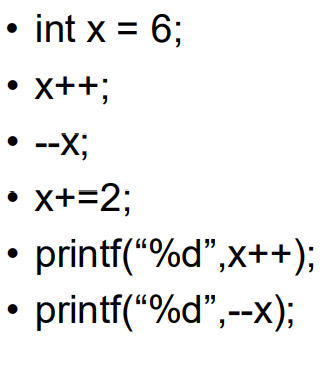 • int x = 6;
• x++;
• --x;
• x+=2;
• printf(“%d”,x++);
• printf(“%d”,--x);